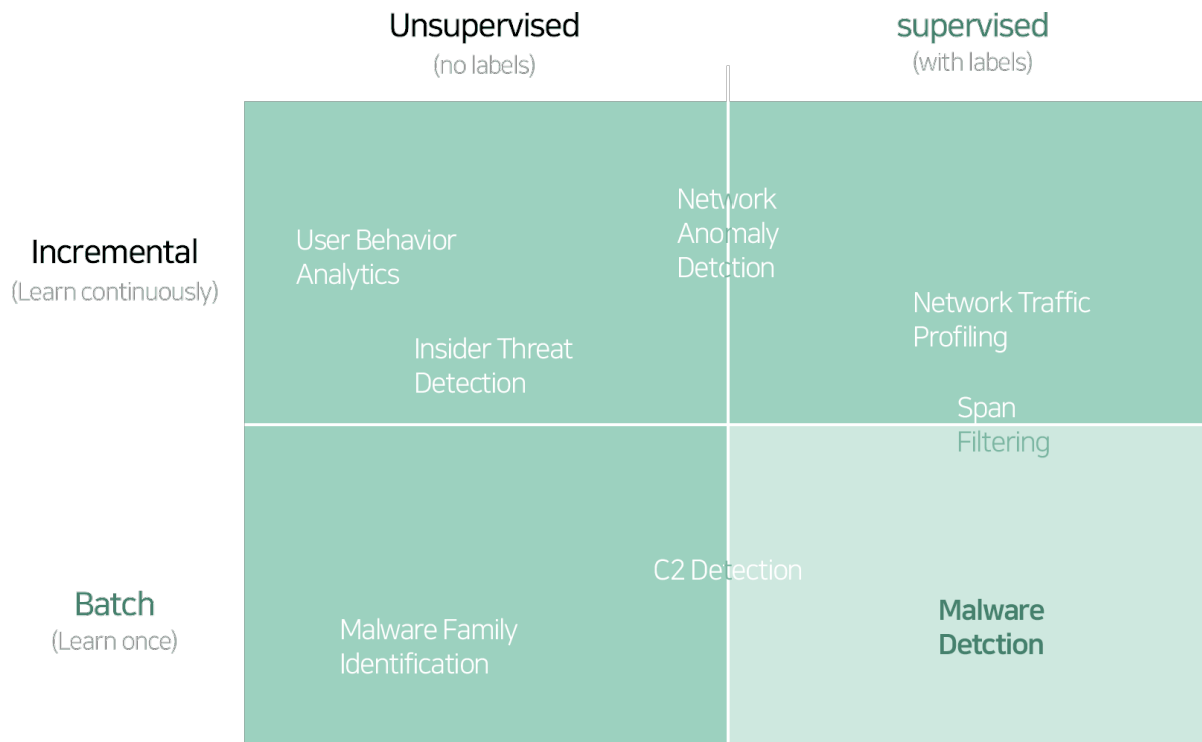 Unsupervised
(no labels)
supervised
(with labels)
Incremental
(Learn continuously)
User Behavior
Analytics
Insider Threat
Detection
Network
Anomaly
Detction
Network Traffic
Profiling
Span
Filtering
Batch
(Learn once)
Malware Family
Identification
C2 Detection
Malware
Detction